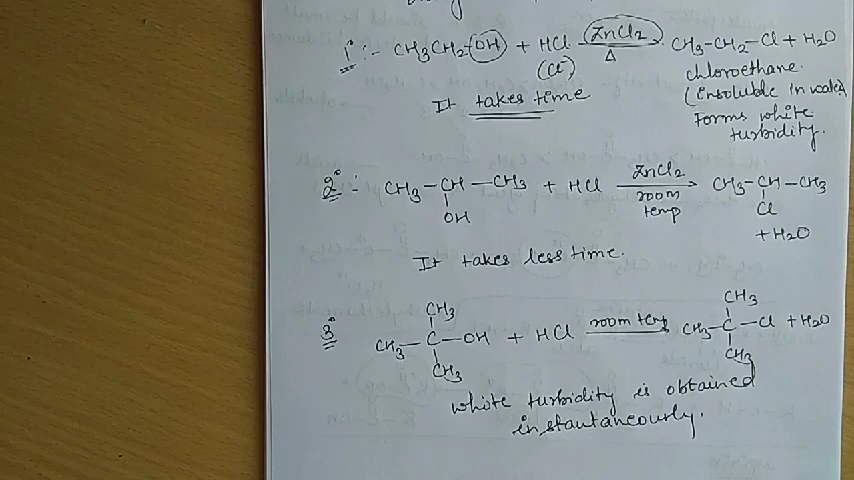 1° :- CH3CH2-OH + HCl ZnCl2 Δ CH3-CH2-Cl + H2O
(Cl-)
chloroethane.
It takes time
(insoluble in water)
Forms white
turbidity.
2° :- CH3-CH-CH3 + HCl ZnCl2 room temp CH3-CH-CH3
OH
Cl
+ H2O
It takes less time.
CH3
CH3
3° CH3-C-OH + HCl room temp CH3-C-Cl + H2O
CH3
CH3
white turbidity is obtained
instantaneously.